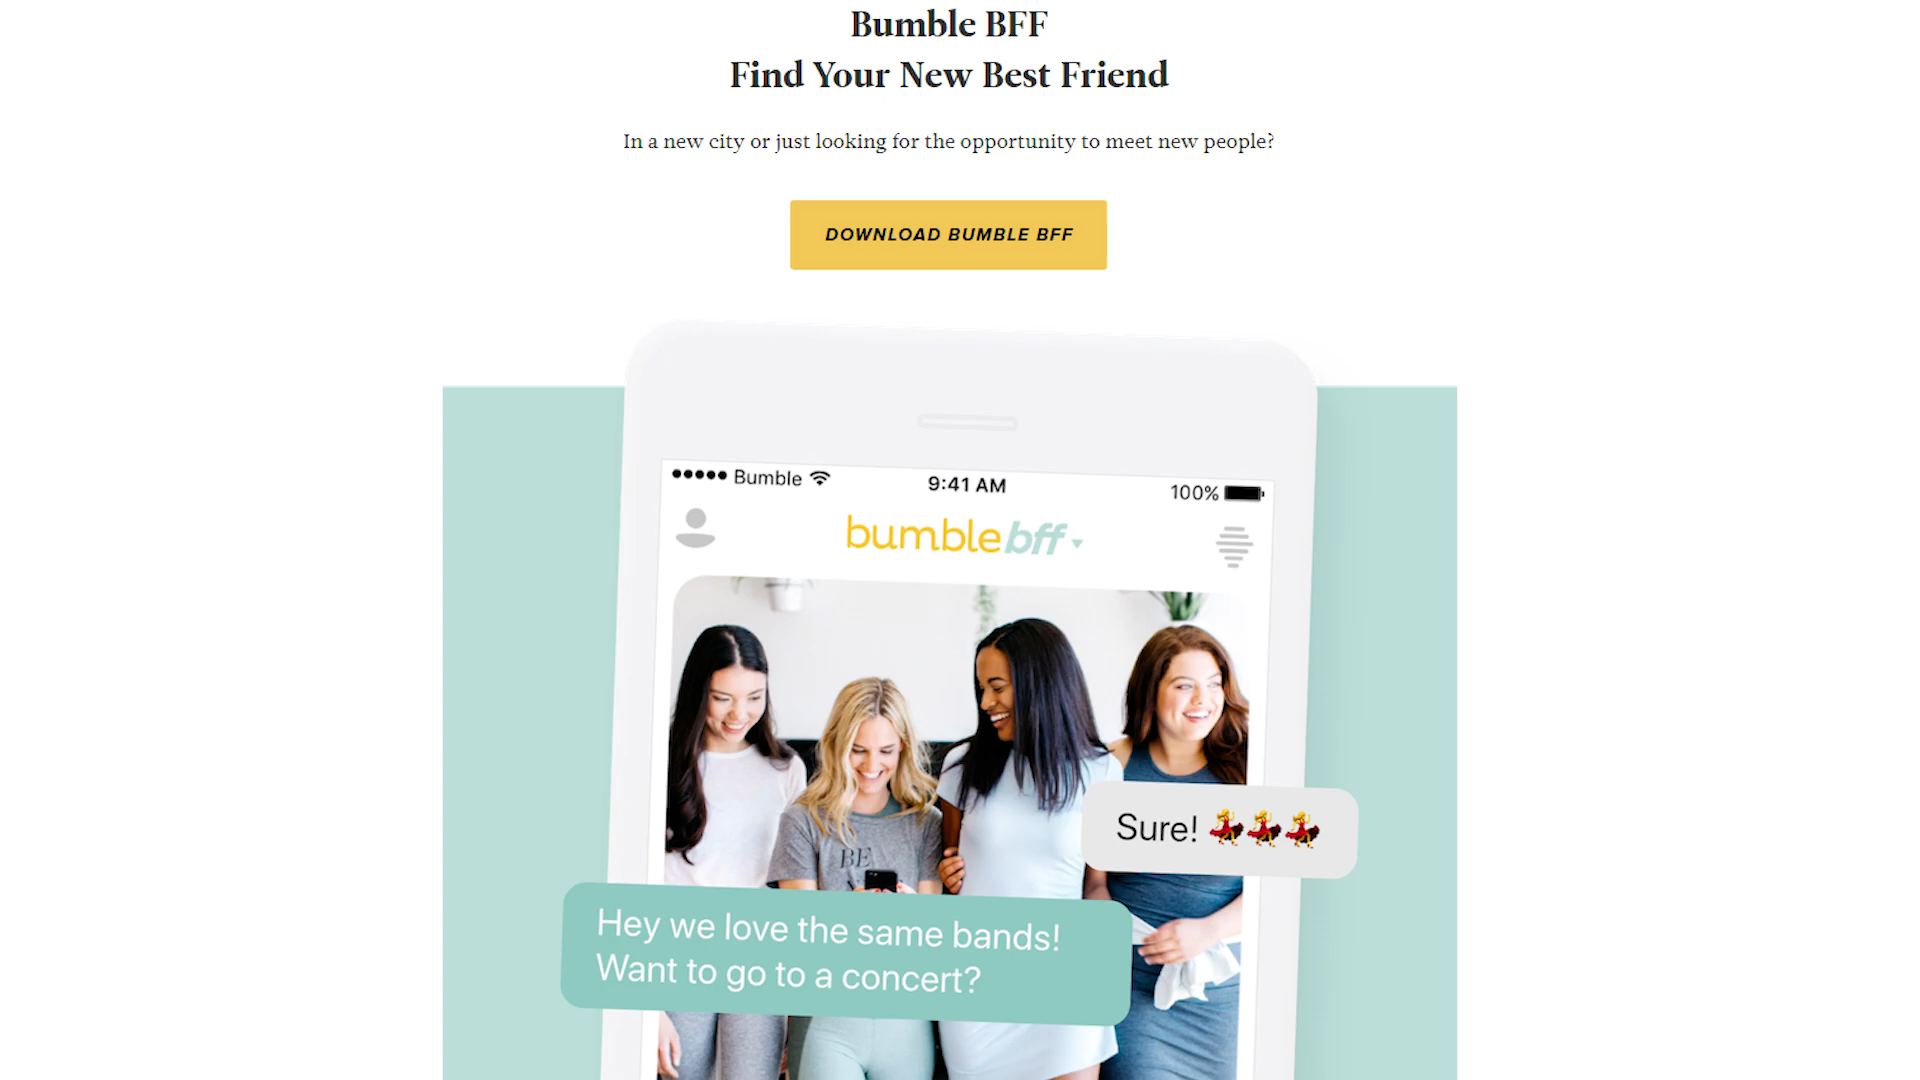 Bumble BFF
Find Your New Best Friend
In a new city or just looking for the opportunity to meet new people?
DOWNLOAD BUMBLE BFF
Bumble 9:41 AM 100%
bumble bff
BE
Sure! 💃💃💃
Hey we love the same bands!
Want to go to a concert?